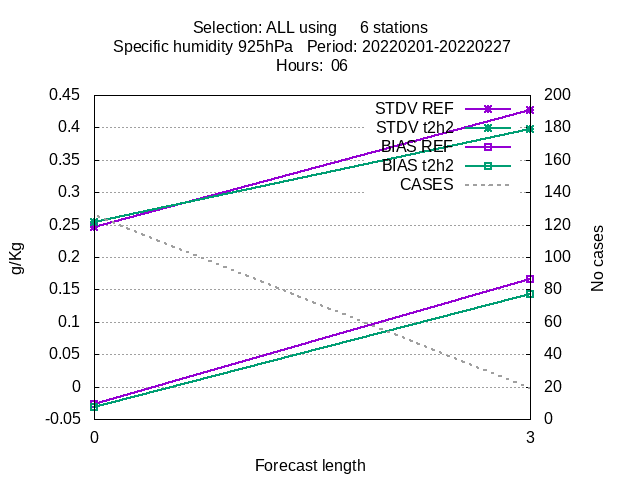 Selection: ALL using 6 stations
Specific humidity 925hPa Period: 20220201-20220227
Hours: 06
0.45
0.4
0.35
0.3
0.25
0.2
0.15
0.1
0.05
0
-0.05
g/Kg
STDV REF
STDV t2h2
BIAS REF
BIAS t2h2
CASES
200
180
160
140
120
100
80
60
40
20
0
No cases
0 3
Forecast length